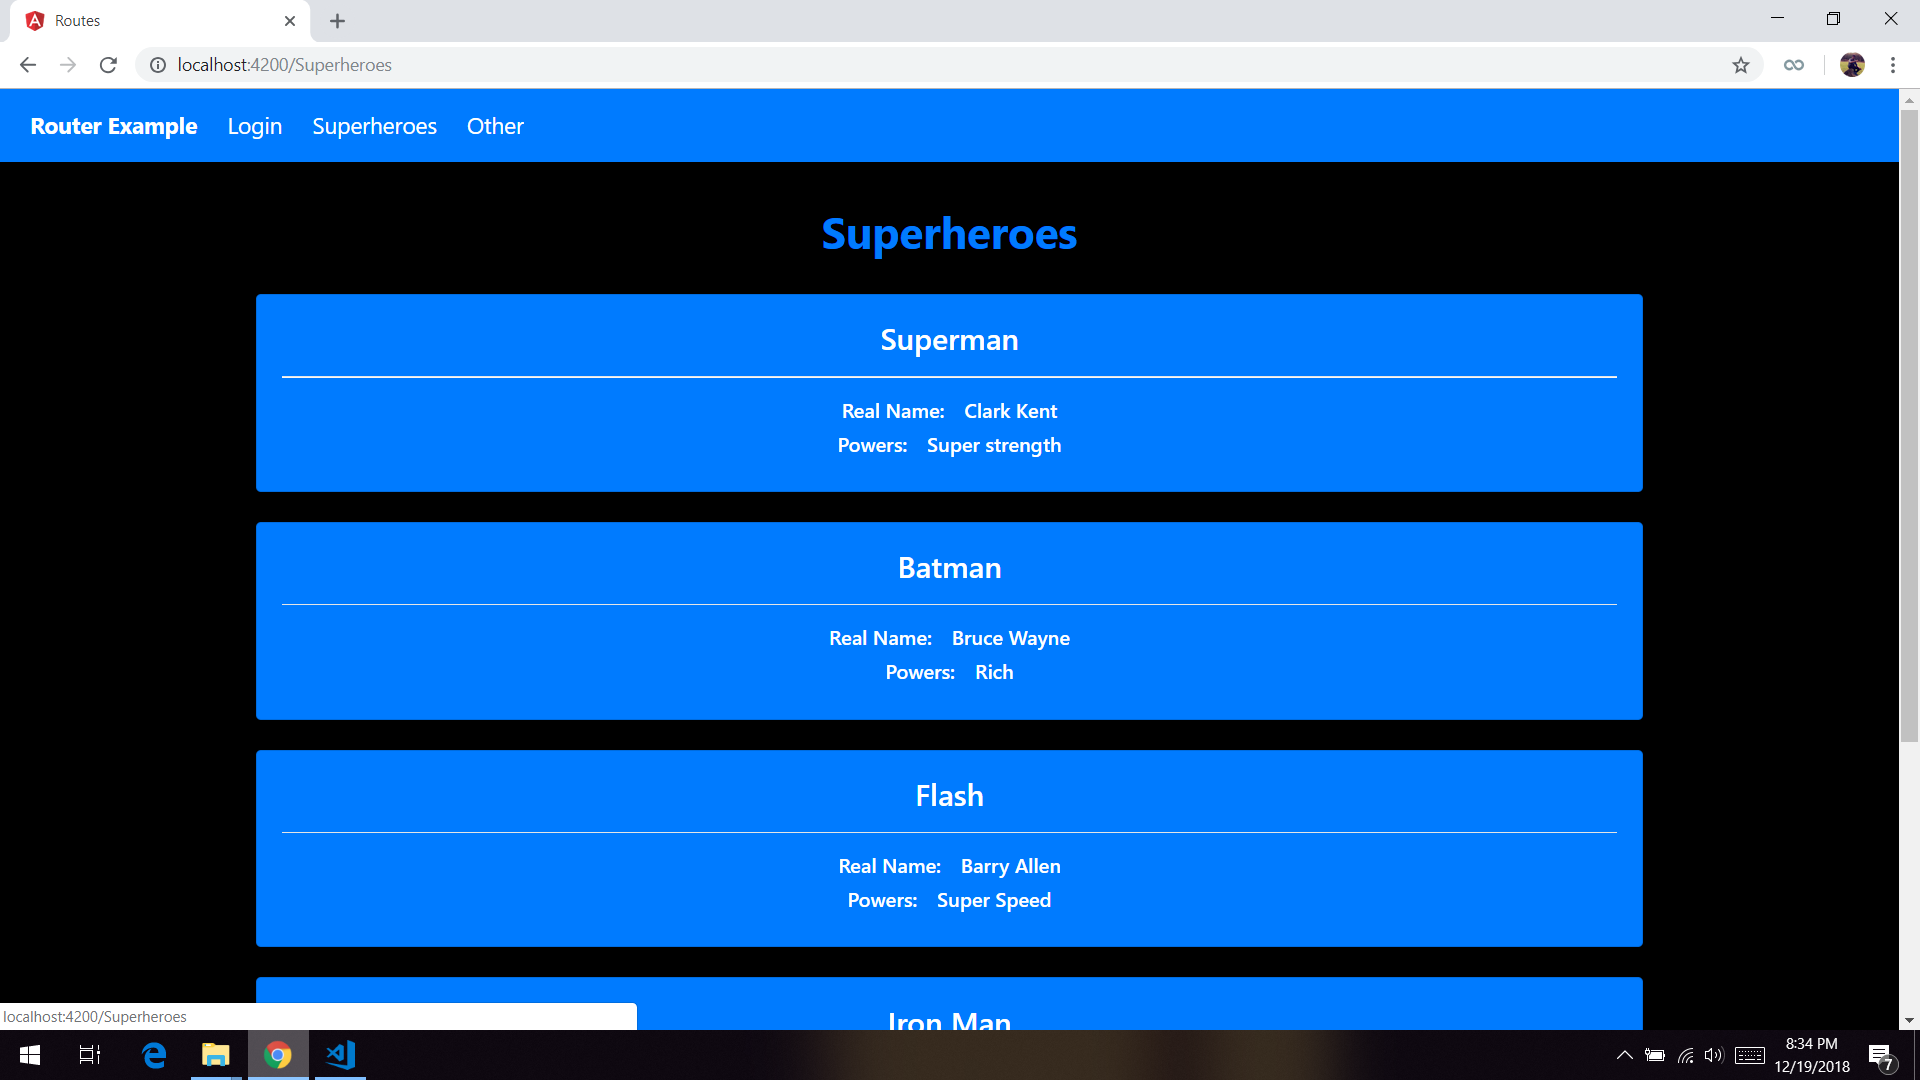 Routes
localhost:4200/Superheroes
Router Example Login Superheroes Other
Superheroes
Superman
Real Name: Clark Kent
Powers: Super strength
Batman
Real Name: Bruce Wayne
Powers: Rich
Flash
Real Name: Barry Allen
Powers: Super Speed
Iron Man
localhost:4200/Superheroes
8:34 PM
12/19/2018
7